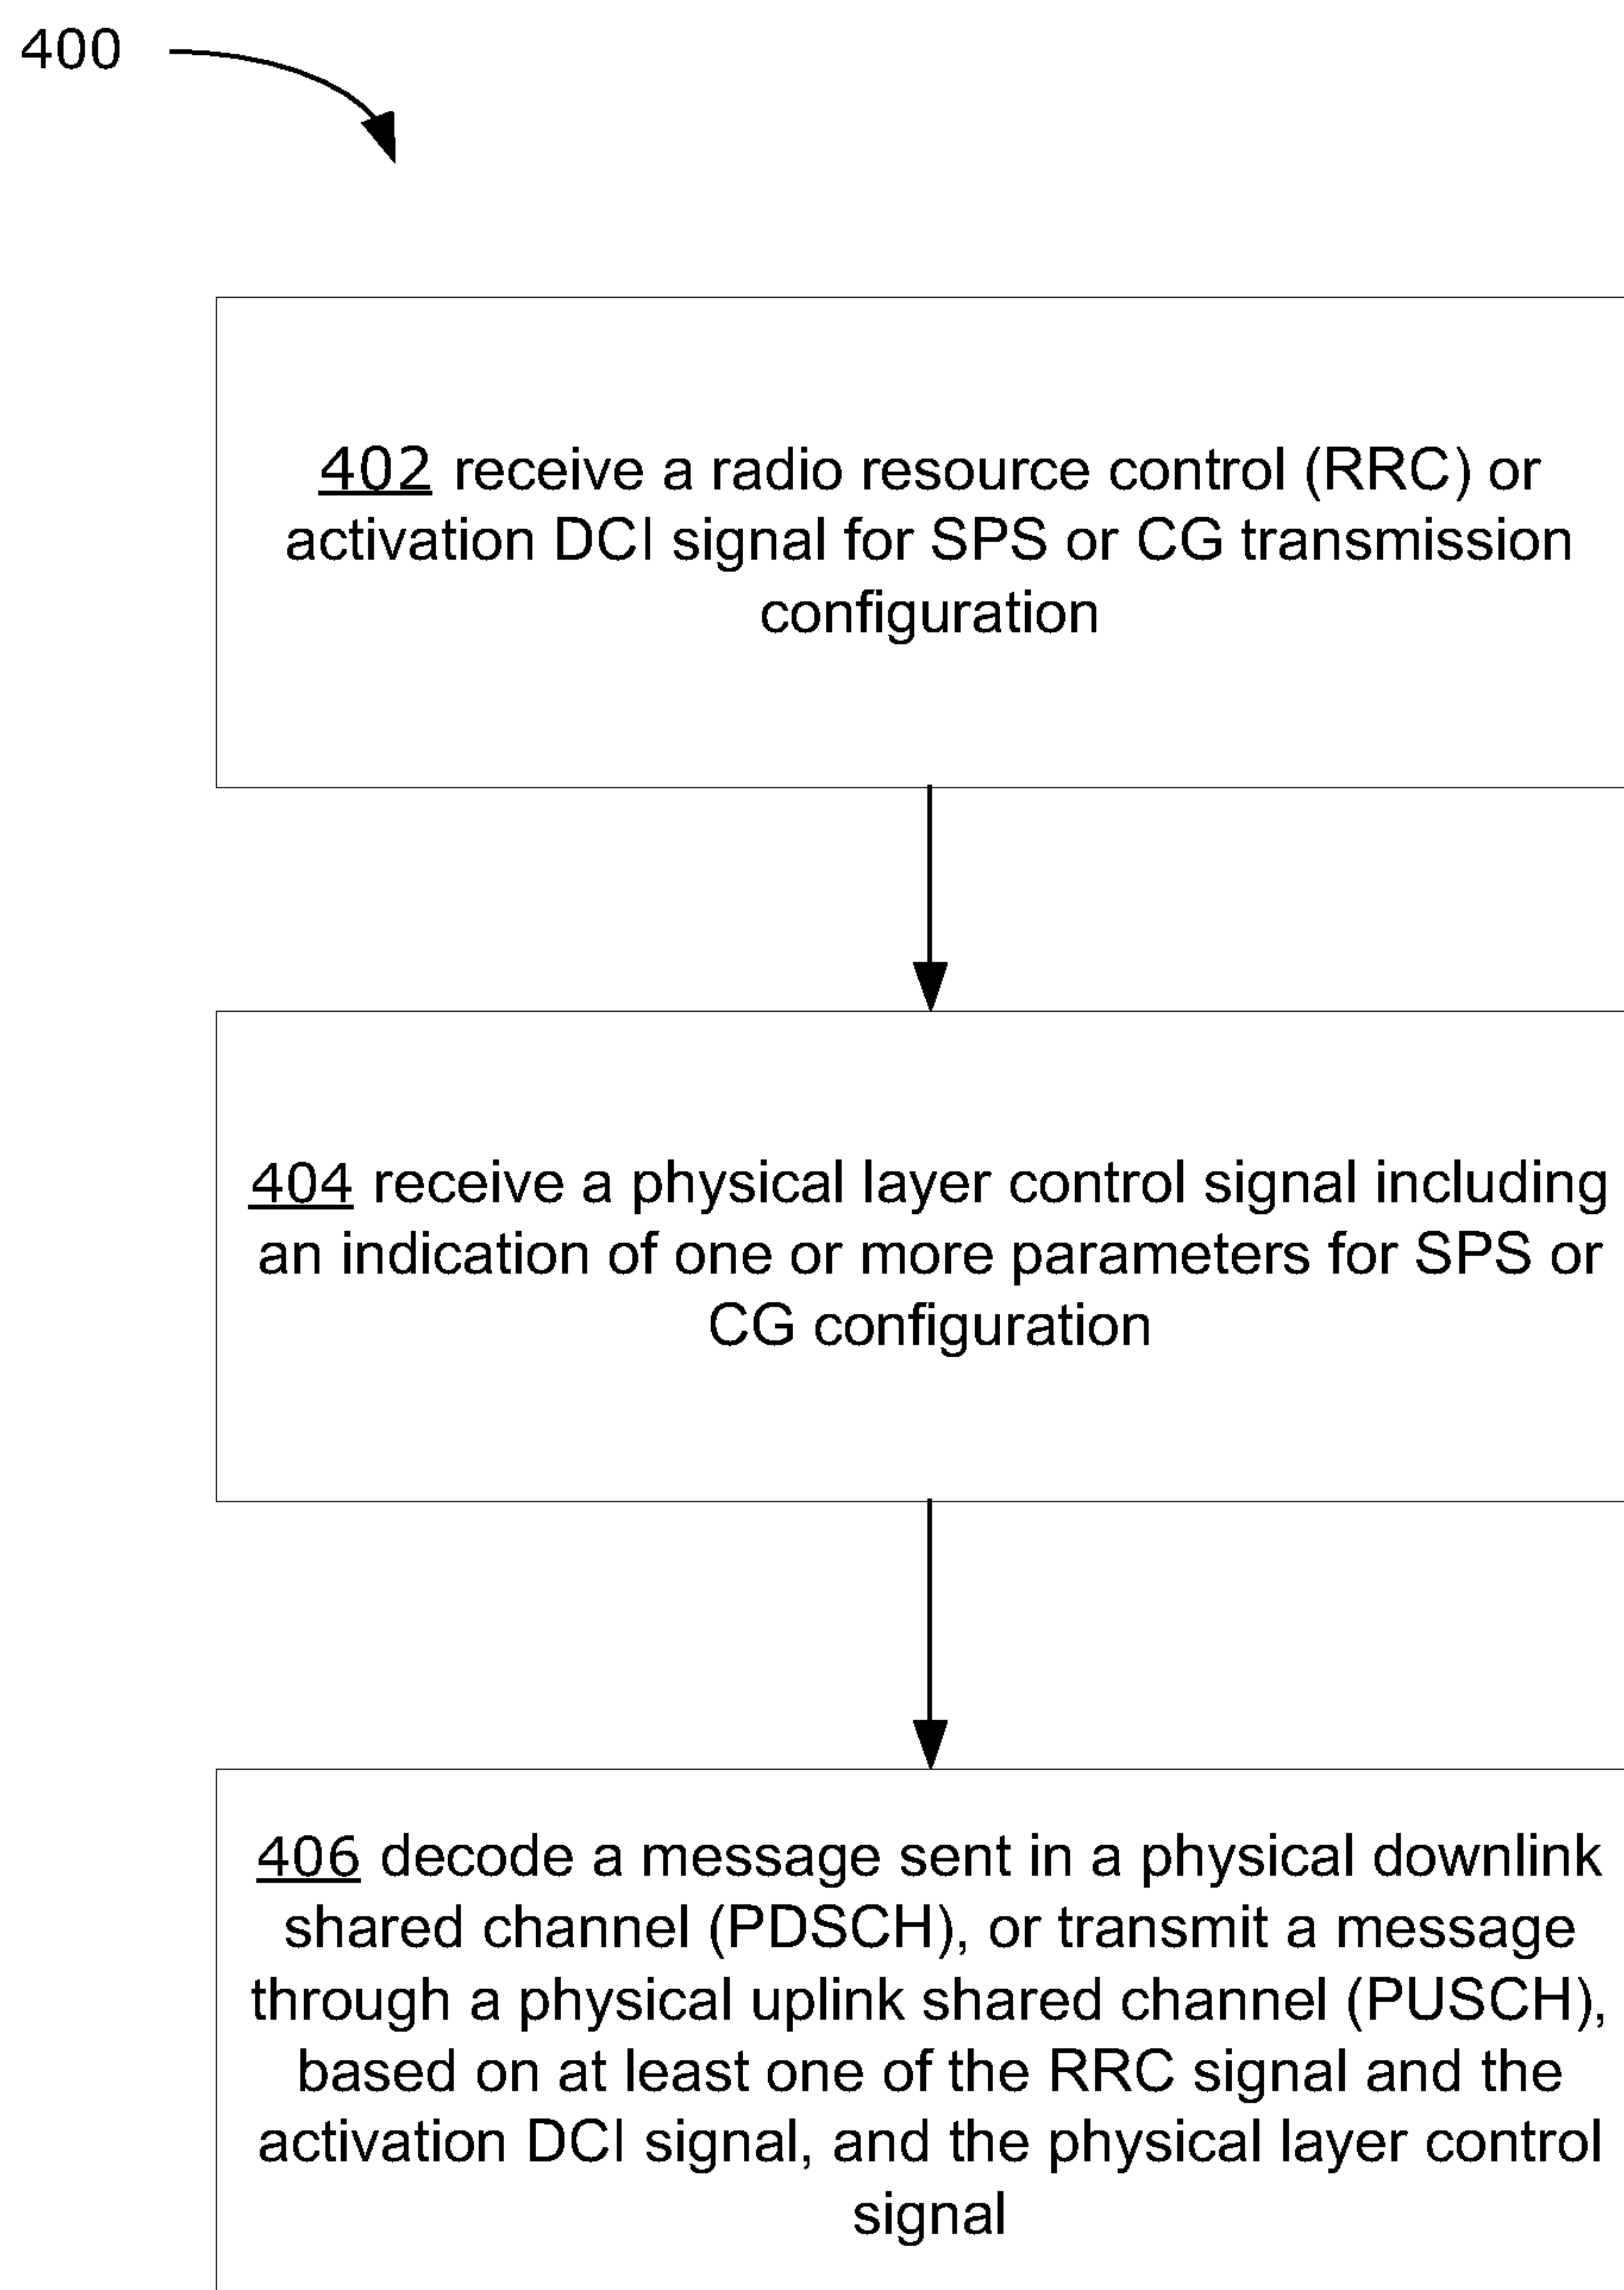 400
402 receive a radio resource control (RRC) or
activation DCI signal for SPS or CG transmission
configuration
404 receive a physical layer control signal including
an indication of one or more parameters for SPS or
CG configuration
406 decode a message sent in a physical downlink
shared channel (PDSCH), or transmit a message
through a physical uplink shared channel (PUSCH),
based on at least one of the RRC signal and the
activation DCI signal, and the physical layer control
signal